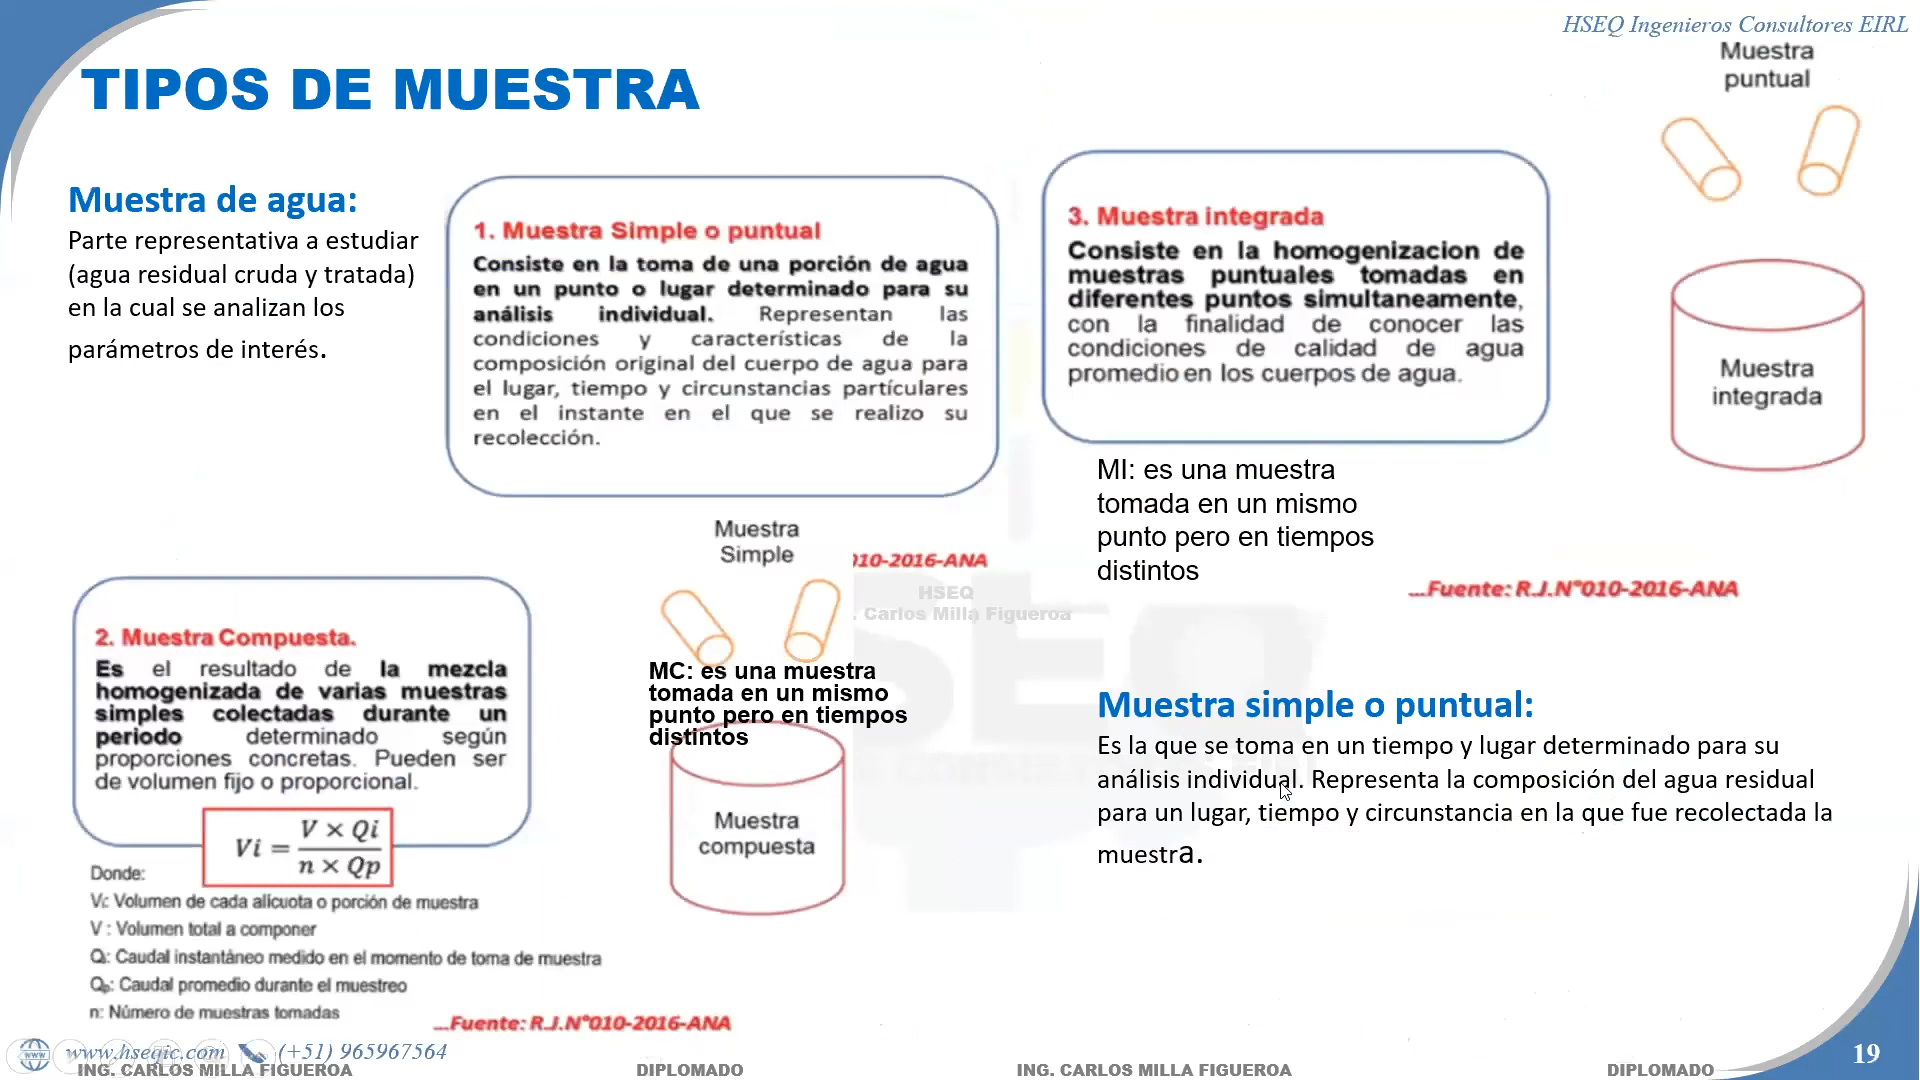 HSEQ Ingenieros Consultores EIRL
TIPOS DE MUESTRA
Muestra de agua:
Parte representativa a estudiar
(agua residual cruda y tratada)
en la cual se analizan los
parámetros de interés.
1. Muestra Simple o puntual
Consiste en la toma de una porción de agua
en un punto o lugar determinado para su
análisis individual. Representan las
condiciones y características de la
composición original del cuerpo de agua para
el lugar, tiempo y circunstancias partículares
en el instante en el que se realizo su
recolección.
3. Muestra integrada
Consiste en la homogenizacion de
muestras puntuales tomadas en
diferentes puntos simultaneamente,
con la finalidad de conocer las
condiciones de calidad de agua
promedio en los cuerpos de agua.
Muestra
puntual
Muestra
integrada
MI: es una muestra
tomada en un mismo
punto pero en tiempos
distintos
...Fuente: R.J.N°010-2016-ANA
Muestra
Simple
010-2016-ANA
HSEQ
. Carlos Milla Figueroa
2. Muestra Compuesta.
Es el resultado de la mezcla
homogenizada de varias muestras
simples colectadas durante un
periodo determinado según
proporciones concretas. Pueden ser
de volumen fijo o proporcional.
Vi = V × Qi / n × Qp
Donde:
Vi: Volumen de cada alícuota o porción de muestra
V : Volumen total a componer
Qi: Caudal instantáneo medido en el momento de toma de muestra
Qp: Caudal promedio durante el muestreo
n: Número de muestras tomadas
...Fuente: R.J.N°010-2016-ANA
MC: es una muestra
tomada en un mismo
punto pero en tiempos
distintos
Muestra
compuesta
Muestra simple o puntual:
Es la que se toma en un tiempo y lugar determinado para su
análisis individual. Representa la composición del agua residual
para un lugar, tiempo y circunstancia en la que fue recolectada la
muestra.
www.hseqic.com (+51) 965967564
ING. CARLOS MILLA FIGUEROA DIPLOMADO ING. CARLOS MILLA FIGUEROA DIPLOMADO
19